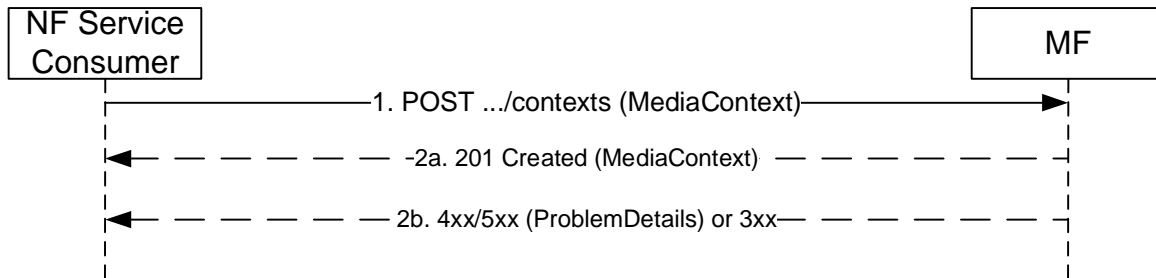 NF Service
Consumer
MF
1. POST .../contexts (MediaContext)
2a. 201 Created (MediaContext)
2b. 4xx/5xx (ProblemDetails) or 3xx